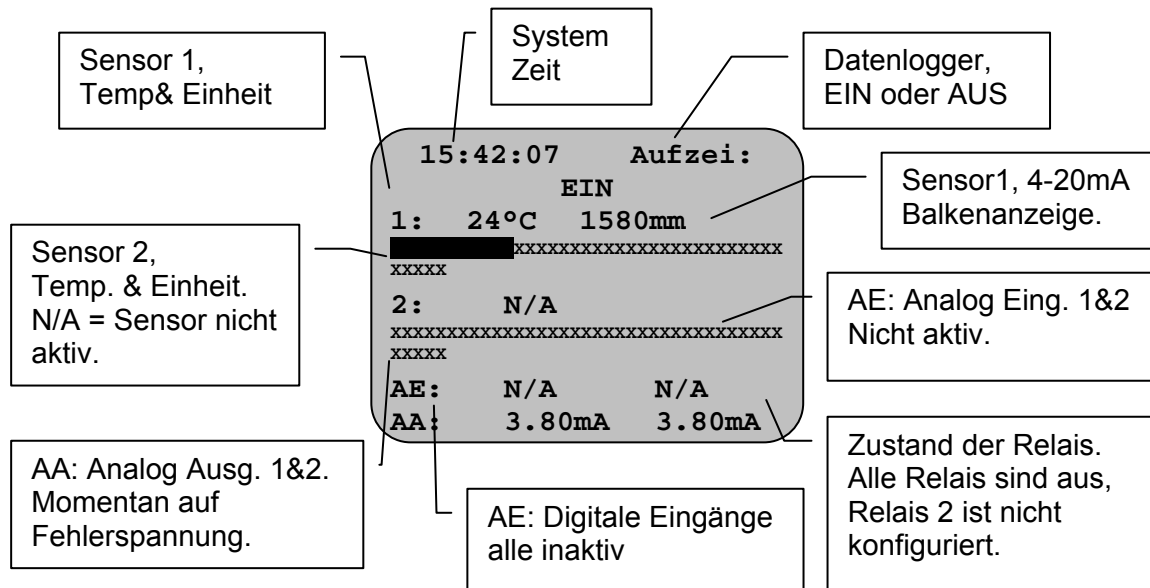 Sensor 1,
Temp& Einheit
System
Zeit
Datenlogger,
EIN oder AUS
15:42:07 Aufzei:
EIN
1: 24°C 1580mm
xxxxxxxxxxxxxxxxxxxxxxxx
xxxxx
2: N/A
xxxxxxxxxxxxxxxxxxxxxxxxxxxxxxxxxxx
xxxxx
AE: N/A N/A
AA: 3.80mA 3.80mA
Sensor1, 4-20mA
Balkenanzeige.
Sensor 2,
Temp. & Einheit.
N/A = Sensor nicht
aktiv.
AE: Analog Eing. 1&2
Nicht aktiv.
AA: Analog Ausg. 1&2.
Momentan auf
Fehlerspannung.
AE: Digitale Eingänge
alle inaktiv
Zustand der Relais.
Alle Relais sind aus,
Relais 2 ist nicht
konfiguriert.